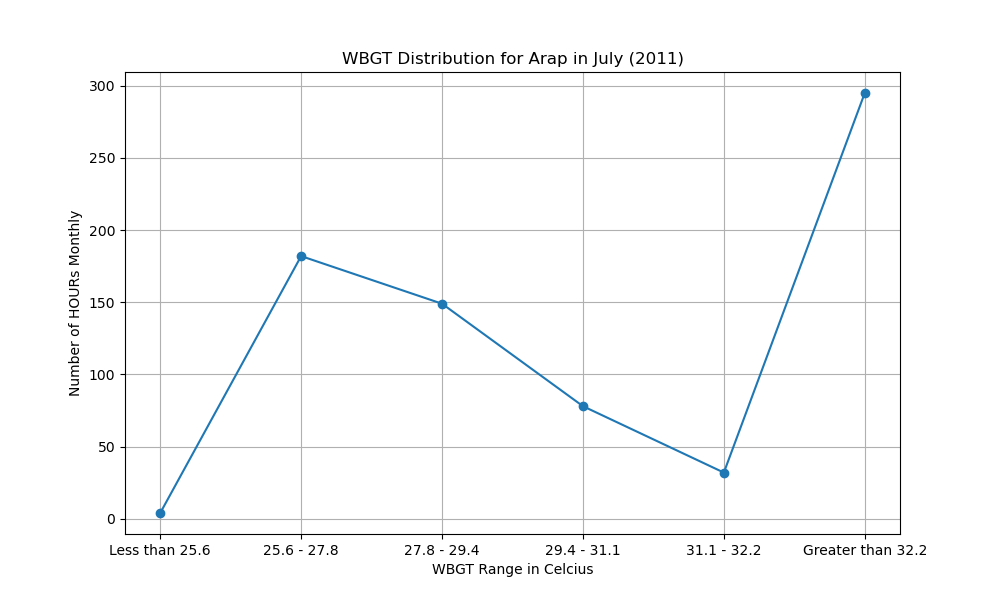 WBGT Distribution for Arap in July (2011)
Number of HOURs Monthly
300
250
200
150
100
50
0
Less than 25.6
25.6 - 27.8
27.8 - 29.4
29.4 - 31.1
31.1 - 32.2
Greater than 32.2
WBGT Range in Celcius